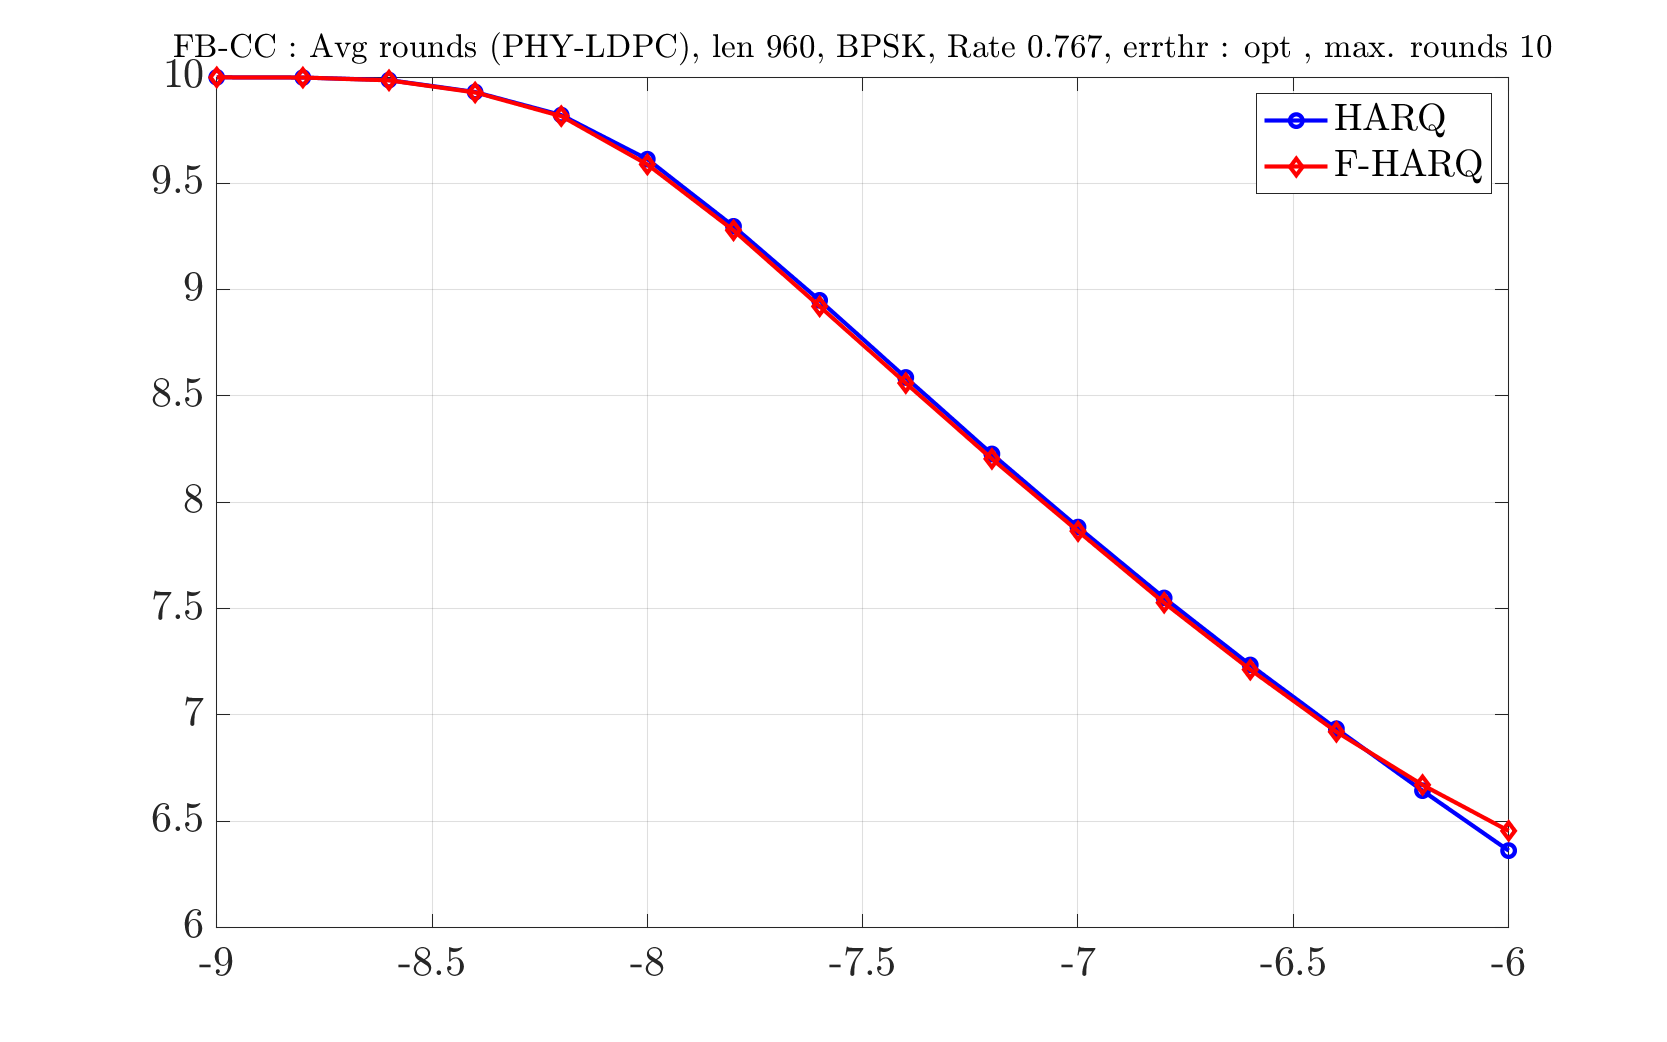 FB-CC : Avg rounds (PHY-LDPC), len 960, BPSK, Rate 0.767, errthr : opt , max. rounds 10
HARQ
F-HARQ
10
9.5
9
8.5
8
7.5
7
6.5
6
-9 -8.5 -8 -7.5 -7 -6.5 -6